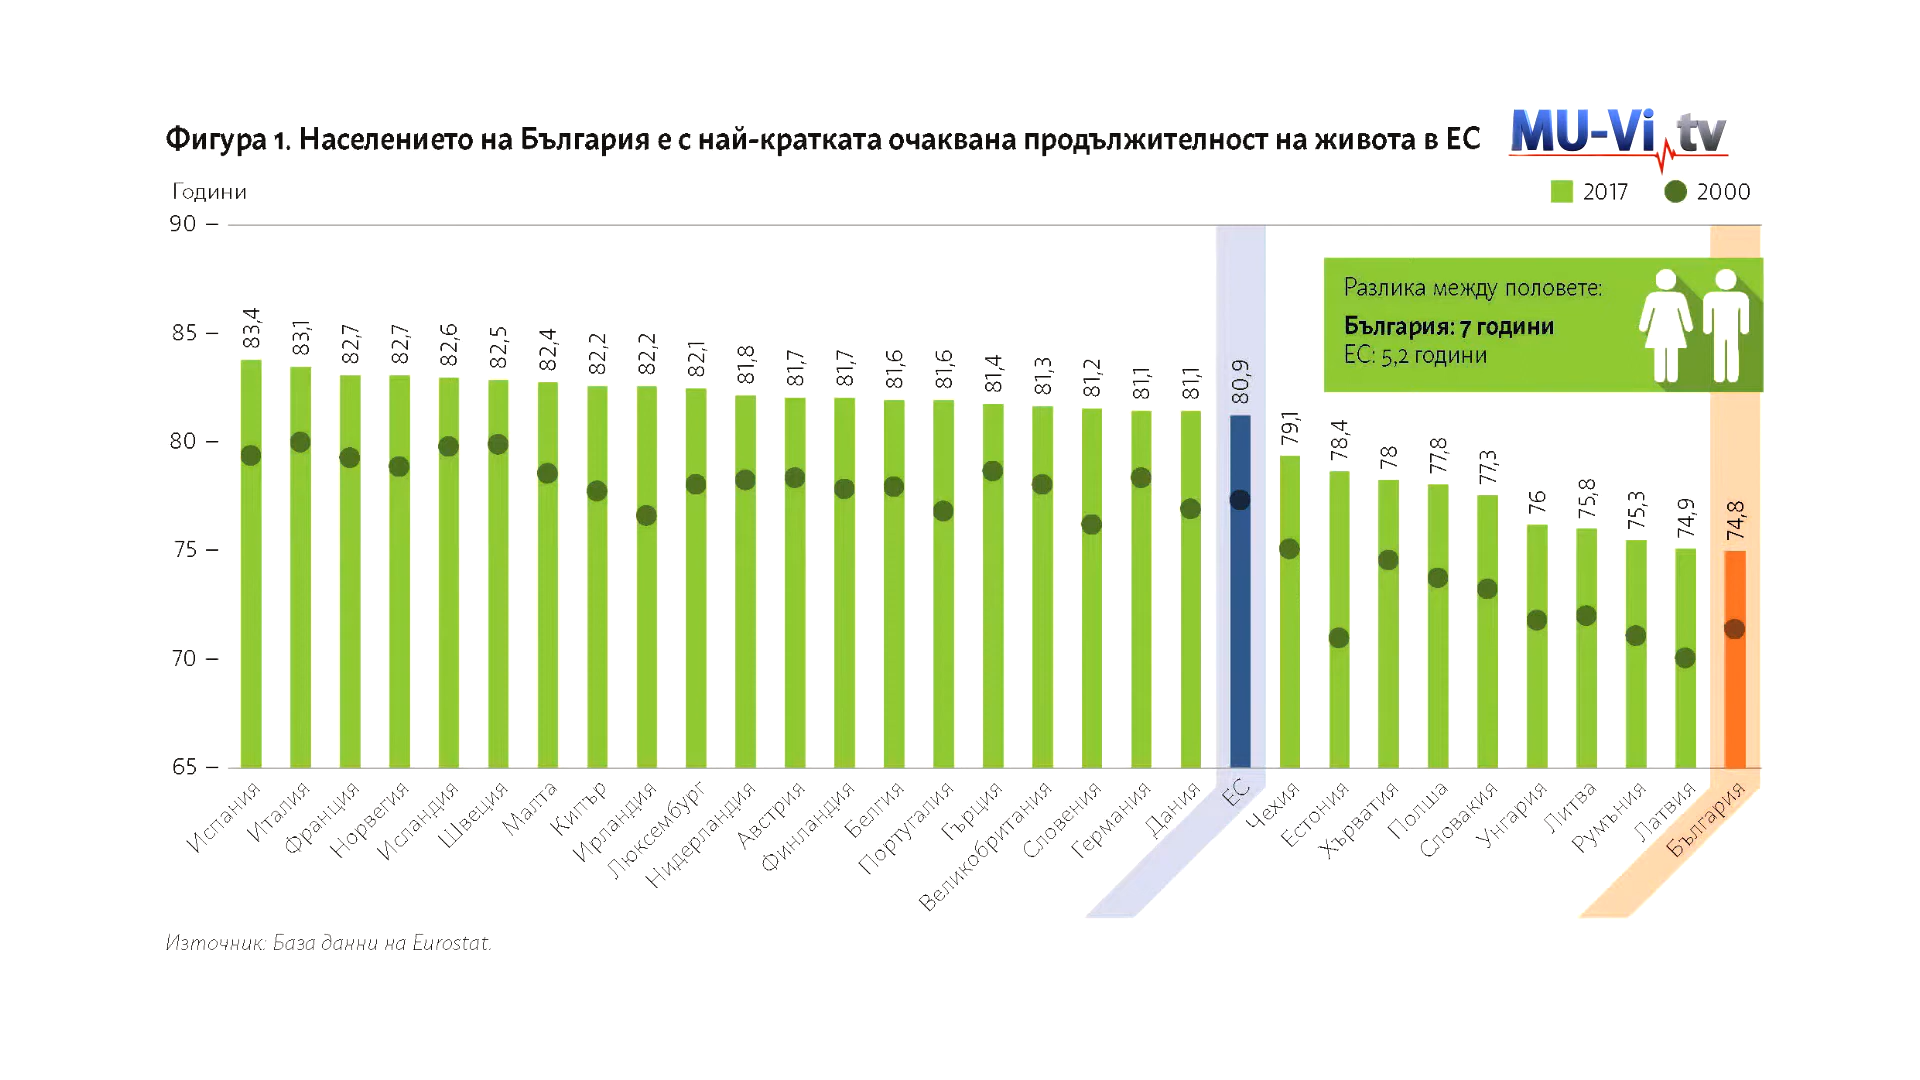 Фигура 1. Населението на България е с най-кратката очаквана продължителност на живота в ЕС
MU-Vi tv
Години
2017
2000
90
85
80
75
70
65
Разлика между половете:
България: 7 години
ЕС: 5,2 години
83,4
83,1
82,7
82,7
82,6
82,5
82,4
82,2
82,2
82,1
81,8
81,7
81,7
81,6
81,6
81,4
81,3
81,2
81,1
81,1
80,9
79,1
78,4
78
77,8
77,3
76
75,8
75,3
74,9
74,8
Испания
Италия
Франция
Норвегия
Исландия
Швеция
Малта
Кипър
Ирландия
Люксембург
Нидерландия
Австрия
Финландия
Белгия
Португалия
Гърция
Великобритания
Словения
Германия
Дания
ЕС
Чехия
Естония
Хърватия
Полша
Словакия
Унгария
Литва
Румъния
Латвия
България
Източник: База данни на Eurostat.